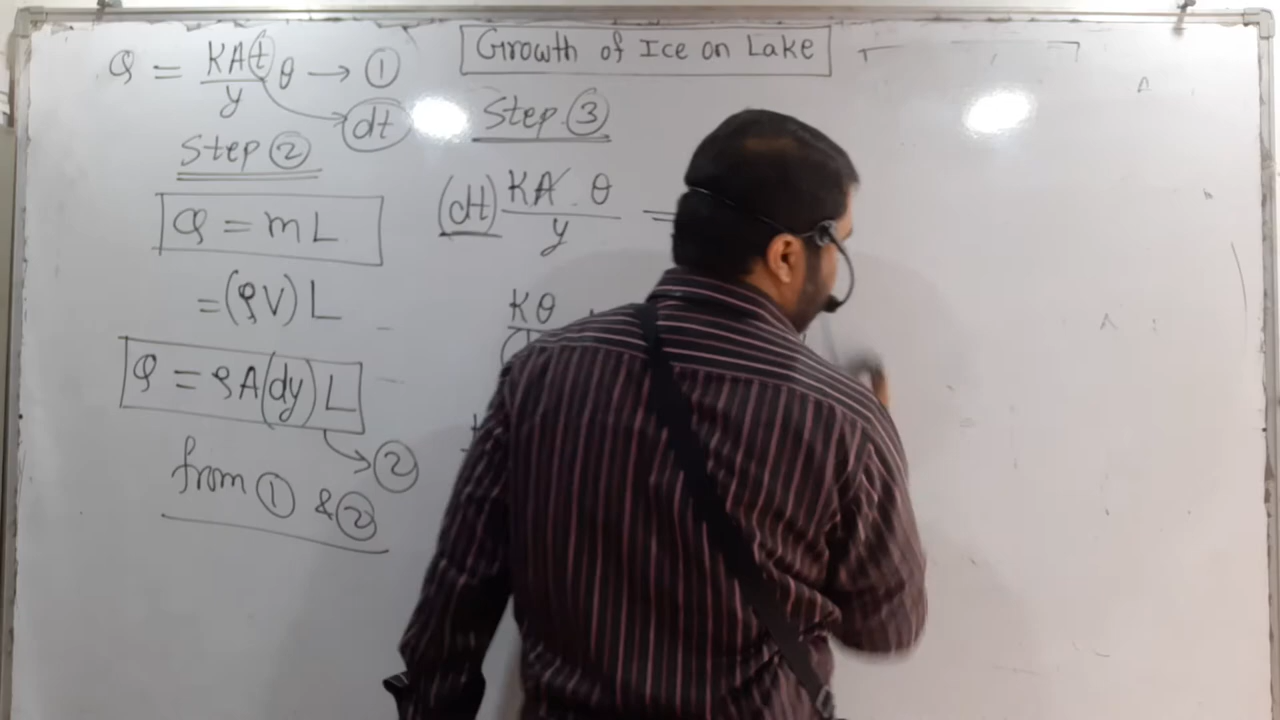 Growth of Ice on Lake
Q = KA(t)θ/y → ①
dt
Step ②
Q = mL
= (ρV) L
Q = ρA(dy) L
②
from ① & ②
Step ③
(dt) KA · θ/y =
Kθ